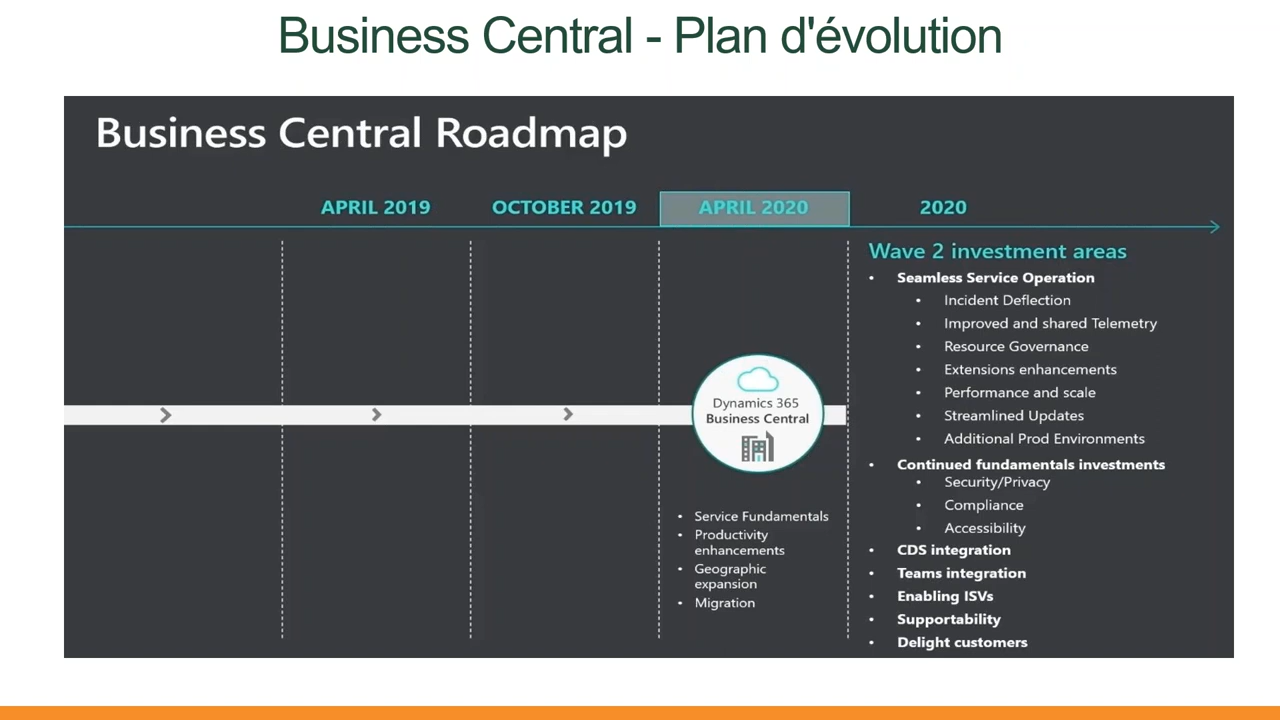 Business Central - Plan d'évolution
Business Central Roadmap
APRIL 2019
OCTOBER 2019
APRIL 2020
2020
Dynamics 365
Business Central
• Service Fundamentals
• Productivity
enhancements
• Geographic
expansion
• Migration
Wave 2 investment areas
• Seamless Service Operation
• Incident Deflection
• Improved and shared Telemetry
• Resource Governance
• Extensions enhancements
• Performance and scale
• Streamlined Updates
• Additional Prod Environments
• Continued fundamentals investments
• Security/Privacy
• Compliance
• Accessibility
• CDS integration
• Teams integration
• Enabling ISVs
• Supportability
• Delight customers